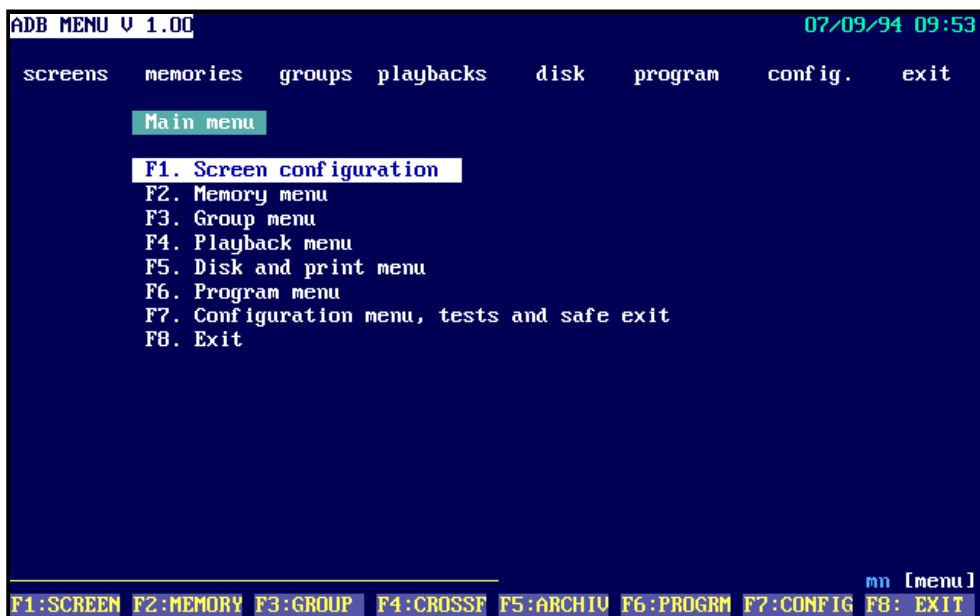 ADB MENU V 1.00 07/09/94 09:53
screens memories groups playbacks disk program config. exit
Main menu
F1. Screen configuration
F2. Memory menu
F3. Group menu
F4. Playback menu
F5. Disk and print menu
F6. Program menu
F7. Configuration menu, tests and safe exit
F8. Exit
mn [menu]
F1:SCREEN F2:MEMORY F3:GROUP F4:CROSSF F5:ARCHIV F6:PROGRM F7:CONFIG F8: EXIT